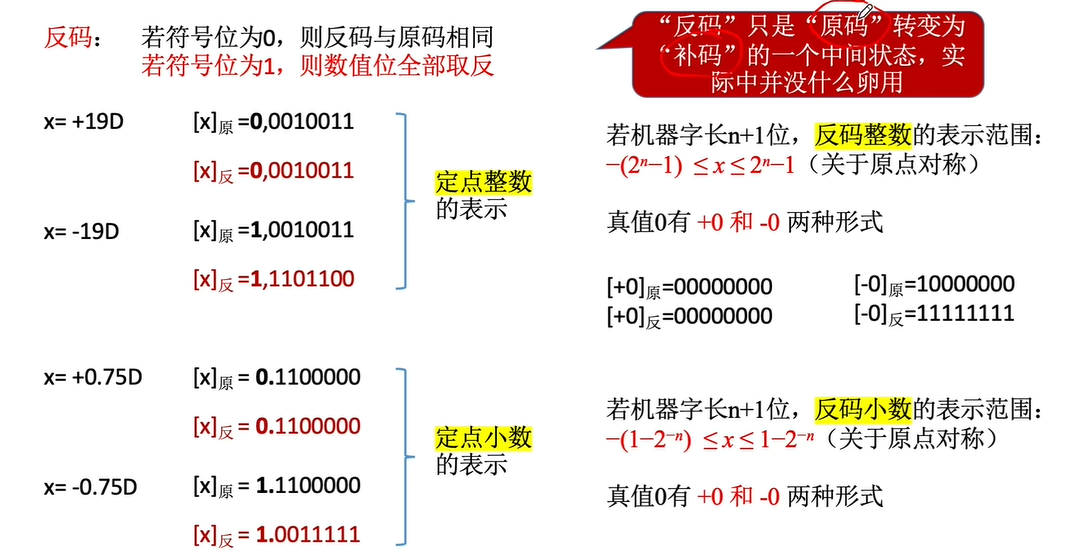 反码： 若符号位为0，则反码与原码相同
若符号位为1，则数值位全部取反
x= +19D [x]原 =0,0010011
[x]反 =0,0010011
x= -19D [x]原 =1,0010011
[x]反 =1,1101100
定点整数
的表示
x= +0.75D [x]原 = 0.1100000
[x]反 = 0.1100000
x= -0.75D [x]原 = 1.1100000
[x]反 = 1.0011111
定点小数
的表示
“反码”只是“原码”转变为
“补码”的一个中间状态，实
际中并没什么卵用
若机器字长n+1位，反码整数的表示范围：
−(2ⁿ−1) ≤ x ≤ 2ⁿ−1（关于原点对称）
真值0有 +0 和 -0 两种形式
[+0]原=00000000 [-0]原=10000000
[+0]反=00000000 [-0]反=11111111
若机器字长n+1位，反码小数的表示范围：
−(1−2⁻ⁿ) ≤ x ≤ 1−2⁻ⁿ（关于原点对称）
真值0有 +0 和 -0 两种形式